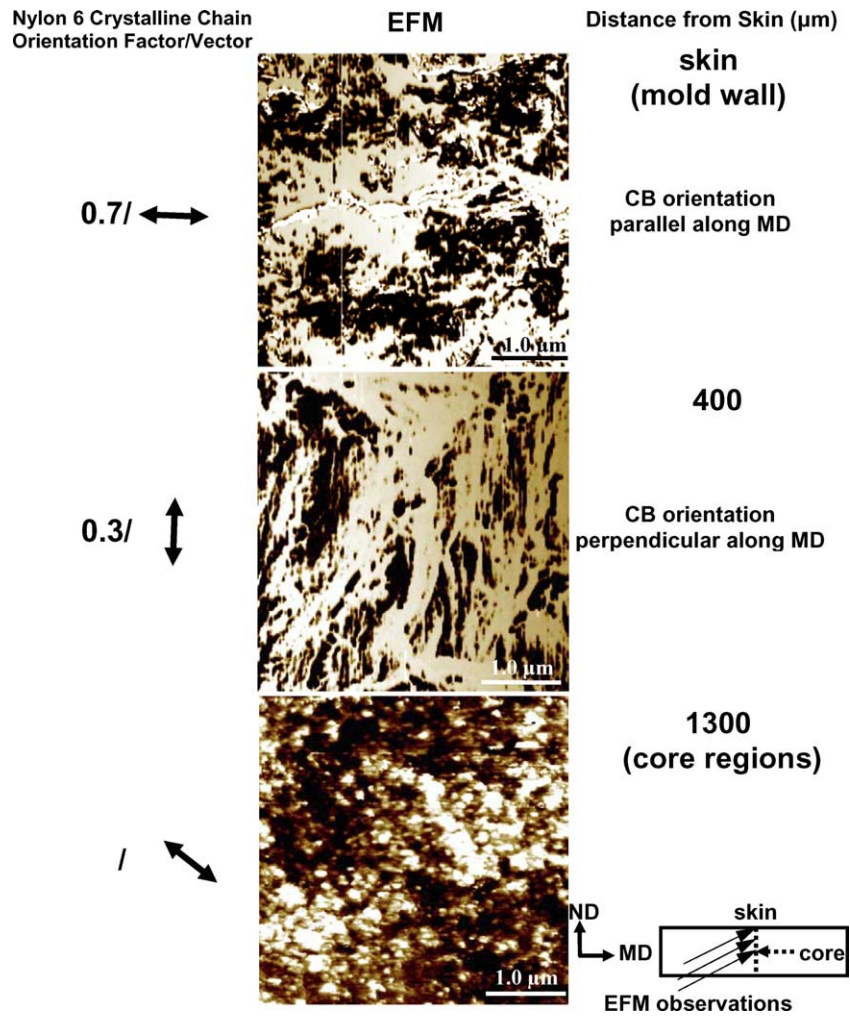 Nylon 6 Crystalline Chain
Orientation Factor/Vector
EFM
Distance from Skin (µm)
skin
(mold wall)
0.7/
CB orientation
parallel along MD
1.0 µm
400
0.3/
CB orientation
perpendicular along MD
1.0 µm
1300
(core regions)
/
1.0 µm
ND
MD
skin
core
EFM observations